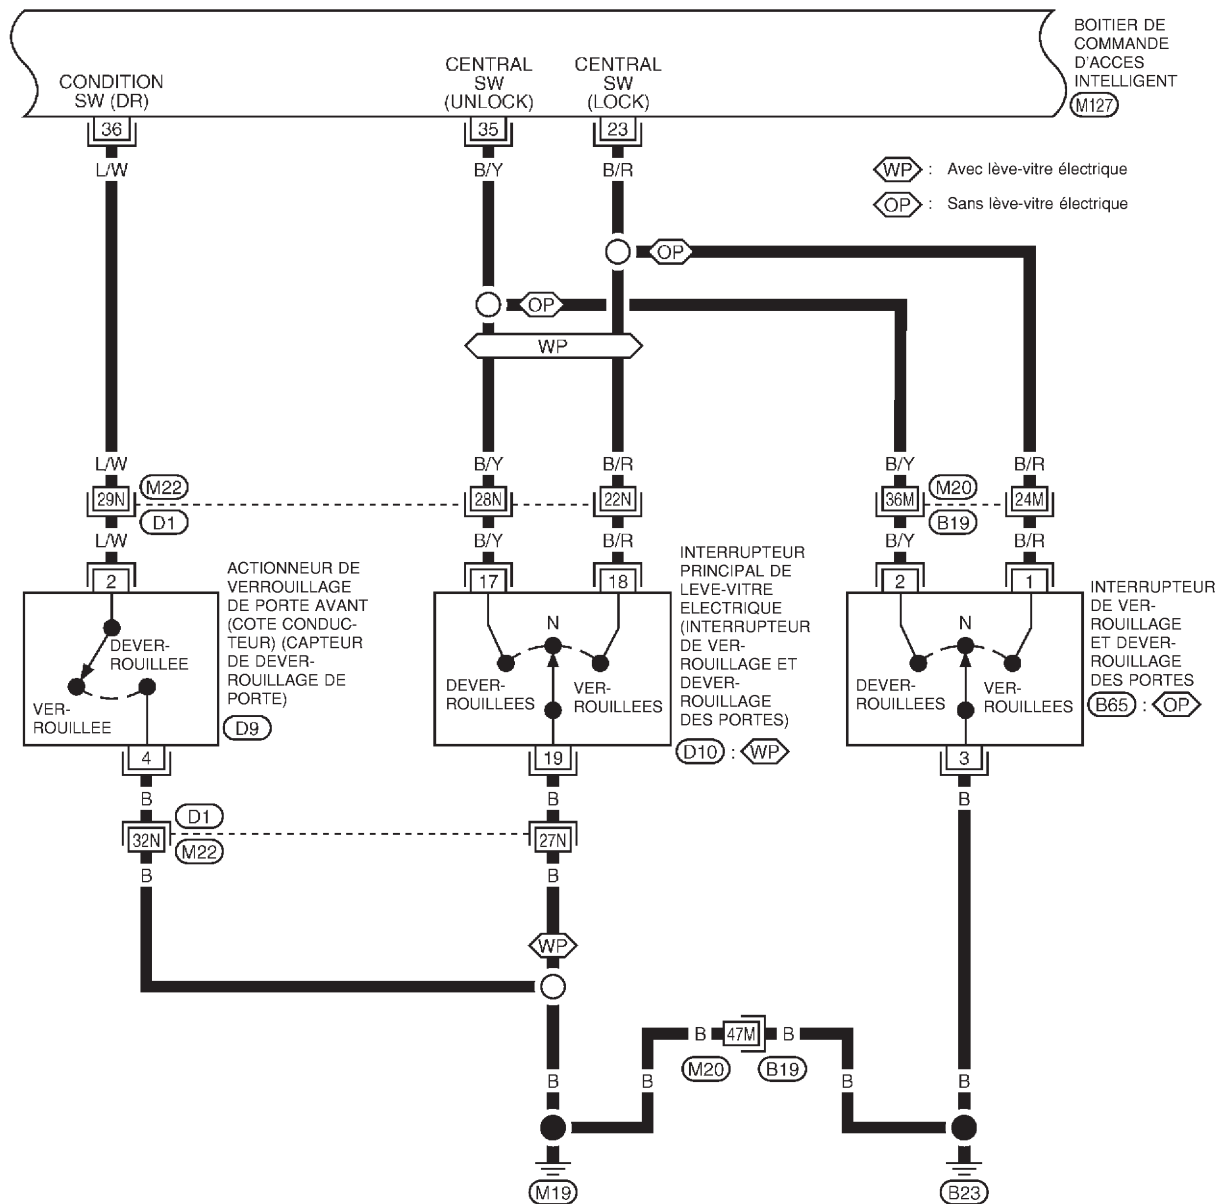 BOITIER DE
COMMANDE
D'ACCES
INTELLIGENT
M127
CONDITION
SW (DR)
CENTRAL
SW
(UNLOCK)
CENTRAL
SW
(LOCK)
36
35
23
L/W
B/Y
B/R
WP : Avec lève-vitre électrique
OP : Sans lève-vitre électrique
OP
OP
WP
L/W
B/Y
B/R
B/Y
B/R
29N
M22
D1
28N
22N
36M
M20
B19
24M
L/W
B/Y
B/R
B/Y
B/R
2
ACTIONNEUR DE
VERROUILLAGE
DE PORTE AVANT
(COTE CONDUC-
TEUR) (CAPTEUR
DE DEVER-
ROUILLAGE DE
PORTE)
D9
DEVER-
ROUILLEE
VER-
ROUILLEE
4
17
18
N
DEVER-
ROUILLEES
VER-
ROUILLEES
19
INTERRUPTEUR
PRINCIPAL DE
LEVE-VITRE
ELECTRIQUE
(INTERRUPTEUR
DE VER-
ROUILLAGE ET
DEVER-
ROUILLAGE
DES PORTES)
D10 : WP
2
1
N
DEVER-
ROUILLEES
VER-
ROUILLEES
3
INTERRUPTEUR
DE VER-
ROUILLAGE
ET DEVER-
ROUILLAGE
DES PORTES
B65 : OP
B
B
B
32N
D1
M22
27N
B
B
WP
B
47M
B
M20
B19
B
B
B
B
M19
B23